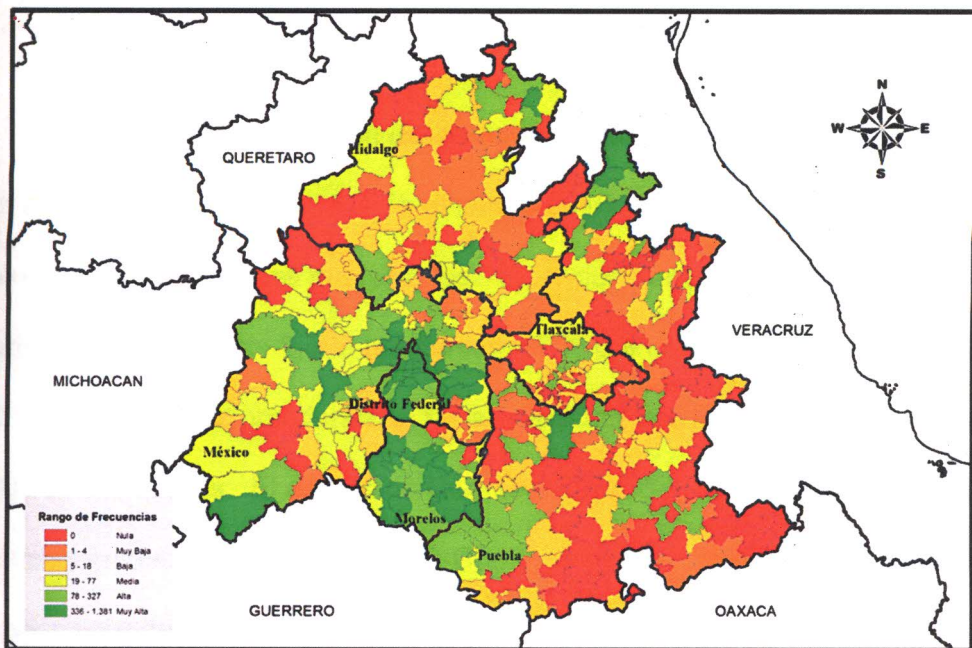 N
W E
S
QUERETARO
Hidalgo
VERACRUZ
Tlaxcala
MICHOACAN
Distrito Federal
México
Morelos
Puebla
GUERRERO
OAXACA
Rango de Frecuencias
0 Nula
1 - 4 Muy Baja
5 - 18 Baja
19 - 77 Media
78 - 327 Alta
336 - 1,381 Muy Alta